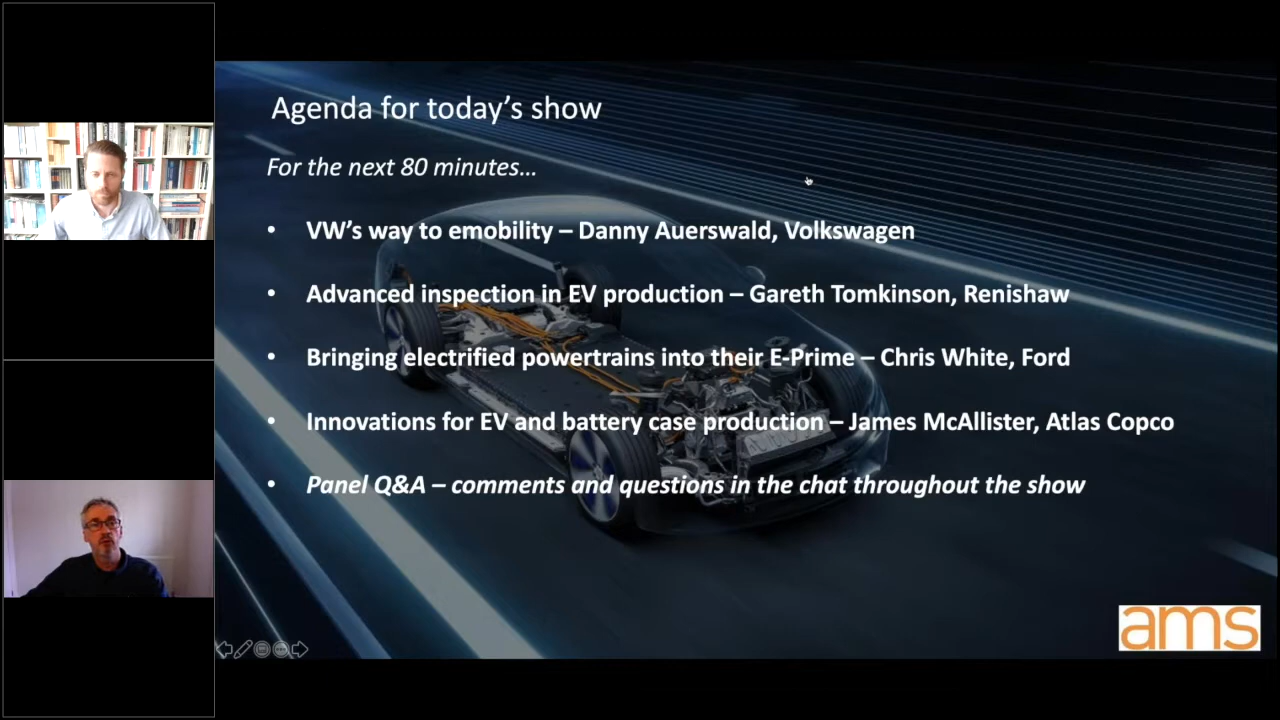 Agenda for today's show
For the next 80 minutes…
• VW's way to emobility – Danny Auerswald, Volkswagen
• Advanced inspection in EV production – Gareth Tomkinson, Renishaw
• Bringing electrified powertrains into their E-Prime – Chris White, Ford
• Innovations for EV and battery case production – James McAllister, Atlas Copco
• Panel Q&A – comments and questions in the chat throughout the show
ams